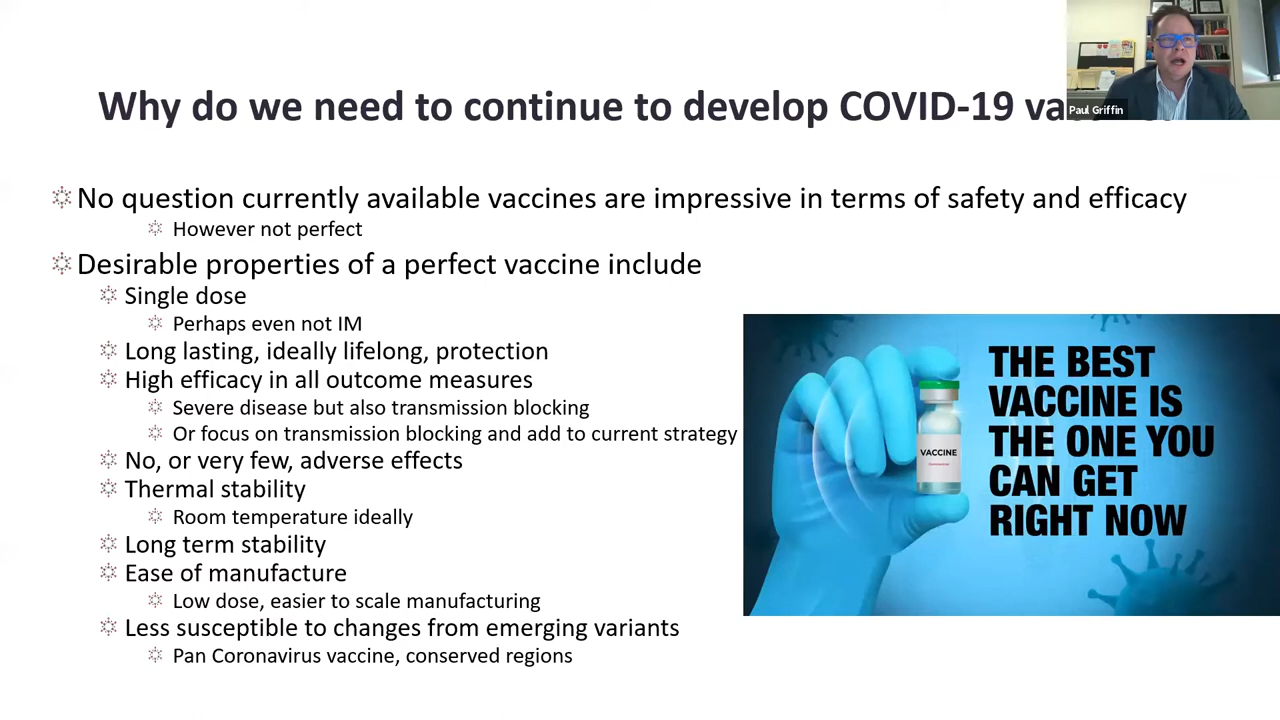 Why do we need to continue to develop COVID-19
Paul Griffin
No question currently available vaccines are impressive in terms of safety and efficacy
However not perfect
Desirable properties of a perfect vaccine include
Single dose
Perhaps even not IM
Long lasting, ideally lifelong, protection
High efficacy in all outcome measures
Severe disease but also transmission blocking
Or focus on transmission blocking and add to current strategy
No, or very few, adverse effects
Thermal stability
Room temperature ideally
Long term stability
Ease of manufacture
Low dose, easier to scale manufacturing
Less susceptible to changes from emerging variants
Pan Coronavirus vaccine, conserved regions
VACCINE
THE BEST
VACCINE IS
THE ONE YOU
CAN GET
RIGHT NOW